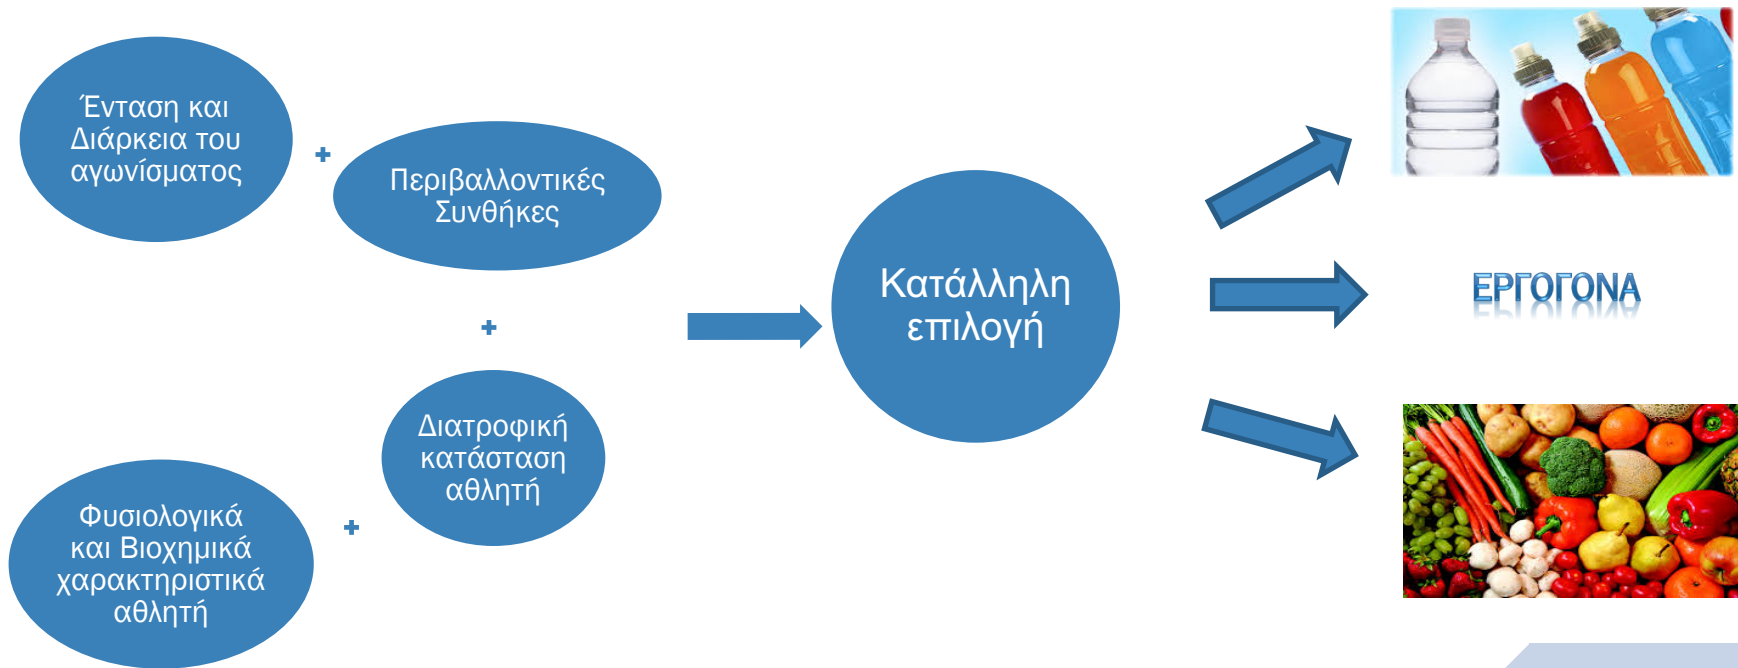 Ένταση και
Διάρκεια του
αγωνίσματος
+
Περιβαλλοντικές
Συνθήκες
+
Διατροφική
κατάσταση
αθλητή
+
Φυσιολογικά
και Βιοχημικά
χαρακτηριστικά
αθλητή
Κατάλληλη
επιλογή
ΕΡΓΟΓΟΝΑ